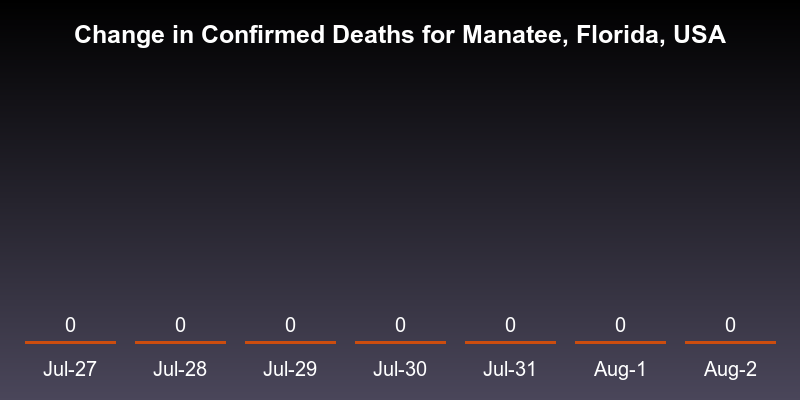 Change in Confirmed Deaths for Manatee, Florida, USA
0 0 0 0 0 0 0
Jul-27 Jul-28 Jul-29 Jul-30 Jul-31 Aug-1 Aug-2